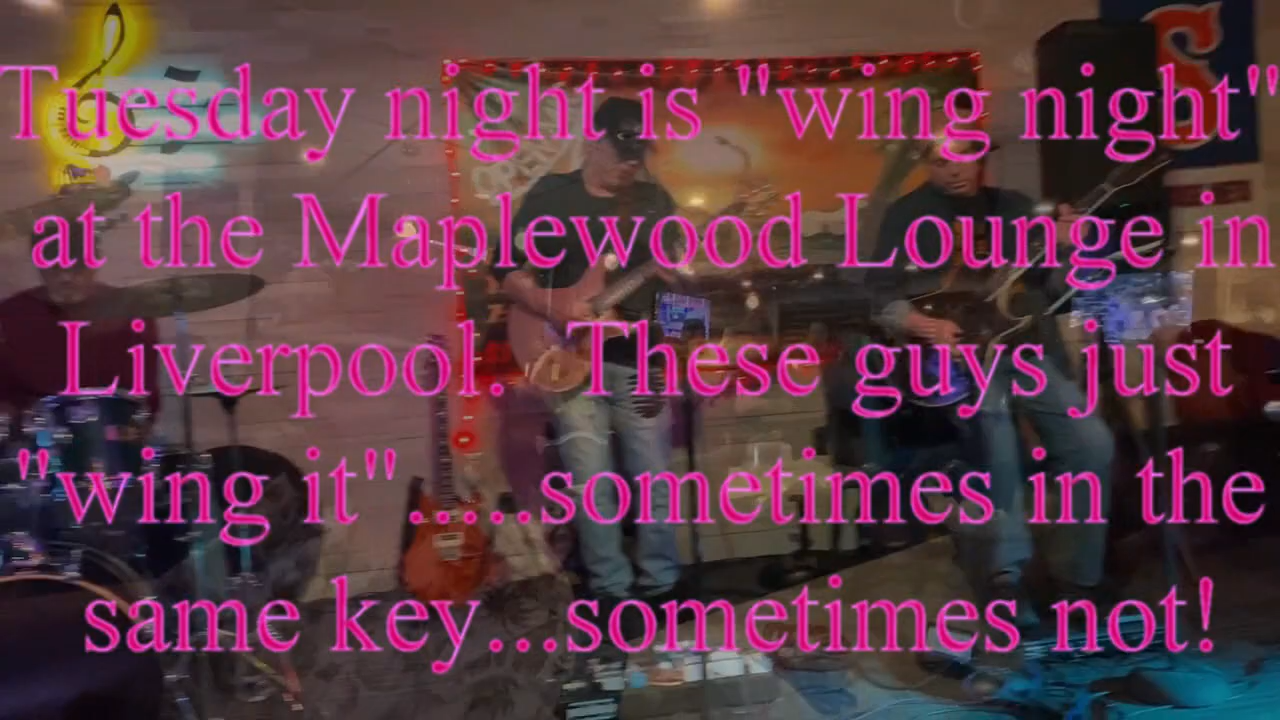 Tuesday night is "wing night"
at the Maplewood Lounge in
Liverpool. These guys just
"wing it" .....sometimes in the
same key...sometimes not!